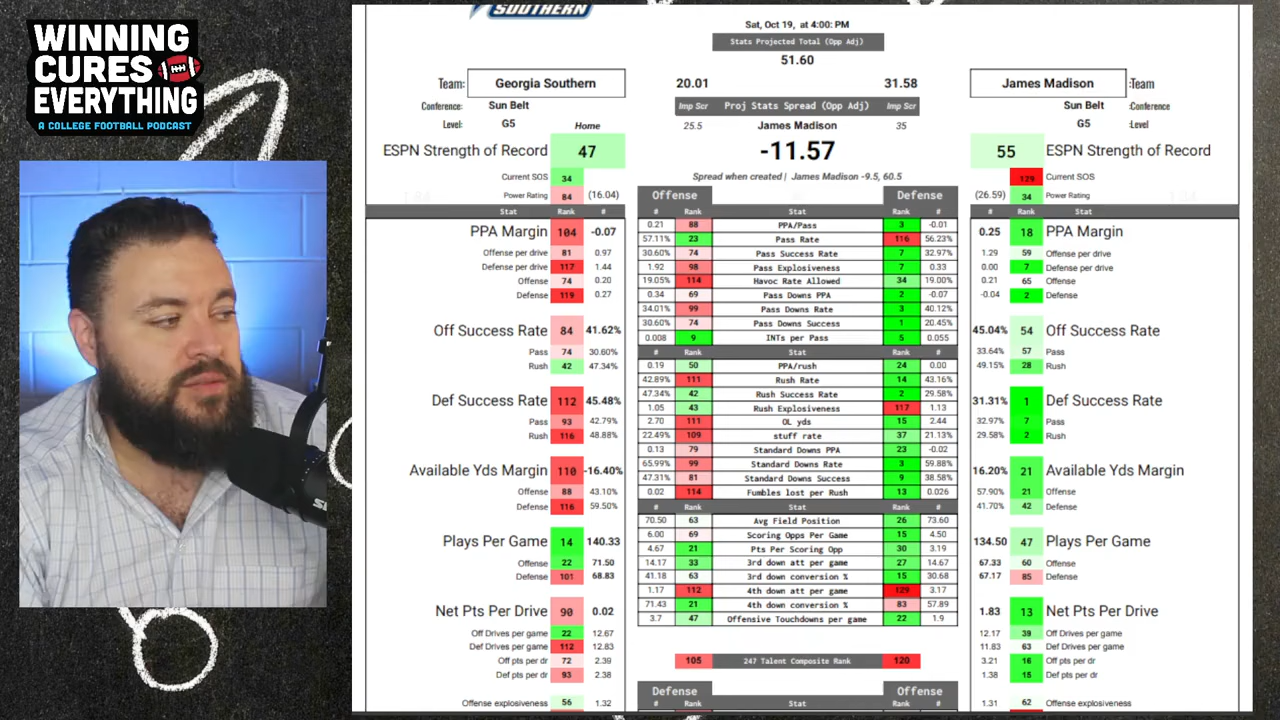 WINNING
CURES
EVERYTHING
A COLLEGE FOOTBALL PODCAST
SOUTHERN
Sat, Oct 19, at 4:00: PM
Stats Projected Total (Opp Adj)
51.60
Team: Georgia Southern 20.01 31.58 James Madison :Team
Conference: Sun Belt Imp Scr Proj Stats Spread (Opp Adj) Imp Scr Sun Belt :Conference
Level: G5 Home 25.5 James Madison 35 G5 :Level
ESPN Strength of Record 47 -11.57 55 ESPN Strength of Record
Current SOS 34 Spread when created | James Madison -9.5, 60.5 129 Current SOS
Power Rating 84 (16.04) Offense Defense (26.59) 34 Power Rating
Stat Rank # # Rank Stat Rank # # Rank Stat
PPA Margin 104 -0.07 0.21 88 PPA/Pass 3 -0.01 0.25 18 PPA Margin
57.11% 23 Pass Rate 116 56.23%
Offense per drive 81 0.97 30.60% 74 Pass Success Rate 7 32.97% 1.29 59 Offense per drive
Defense per drive 117 1.44 1.92 98 Pass Explosiveness 7 0.33 0.00 7 Defense per drive
Offense 74 0.20 19.05% 114 Havoc Rate Allowed 34 19.00% 0.21 65 Offense
Defense 119 0.27 0.34 69 Pass Downs PPA 2 -0.07 -0.04 2 Defense
34.01% 99 Pass Downs Rate 3 40.12%
Off Success Rate 84 41.62% 30.60% 74 Pass Downs Success 1 20.45% 45.04% 54 Off Success Rate
0.008 9 INTs per Pass 5 0.055
Pass 74 30.60% # Rank Stat Rank # 33.64% 57 Pass
Rush 42 47.34% 0.19 50 PPA/rush 24 0.00 49.15% 28 Rush
42.89% 111 Rush Rate 14 43.16%
47.34% 42 Rush Success Rate 2 29.58%
Def Success Rate 112 45.48% 1.05 43 Rush Explosiveness 117 1.13 31.31% 1 Def Success Rate
Pass 93 42.79% 2.70 111 OL yds 15 2.44 32.97% 7 Pass
Rush 116 48.88% 22.49% 109 stuff rate 37 21.13% 29.58% 2 Rush
0.13 79 Standard Downs PPA 23 -0.02
Available Yds Margin 110 -16.40% 65.99% 99 Standard Downs Rate 3 59.88% 16.20% 21 Available Yds Margin
47.31% 81 Standard Downs Success 9 38.58%
Offense 88 43.10% 0.02 114 Fumbles lost per Rush 13 0.026 57.90% 21 Offense
Defense 116 59.50% # Rank Stat Rank # 41.70% 42 Defense
70.50 63 Avg Field Position 26 73.60
Plays Per Game 14 140.33 6.00 69 Scoring Opps Per Game 15 4.50 134.50 47 Plays Per Game
4.67 21 Pts Per Scoring Opp 30 3.19
Offense 22 71.50 14.17 33 3rd down att per game 27 14.67 67.33 60 Offense
Defense 101 68.83 41.18 63 3rd down conversion % 15 30.68 67.17 85 Defense
1.17 112 4th down att per game 129 3.17
Net Pts Per Drive 90 0.02 71.43 21 4th down conversion % 83 57.89 1.83 13 Net Pts Per Drive
3.7 47 Offensive Touchdowns per game 22 1.9
Off Drives per game 22 12.67 12.17 39 Off Drives per game
Def Drives per game 112 12.83 11.83 63 Def Drives per game
Off pts per dr 72 2.39 105 247 Talent Composite Rank 120 3.21 16 Off pts per dr
Def pts per dr 93 2.38 1.38 15 Def pts per dr
Defense Offense
Offense explosiveness 56 1.32 # Rank Stat Rank # 1.31 62 Offense explosiveness